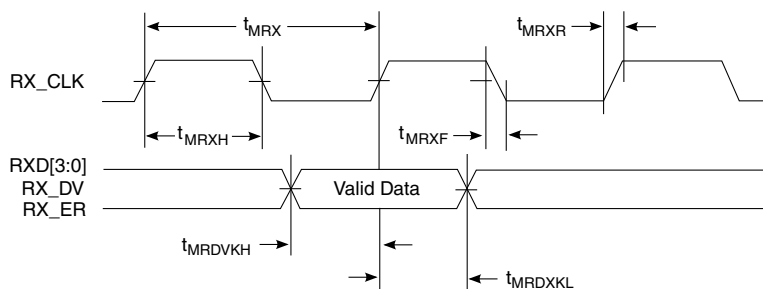 tMRX
tMRXR
RX_CLK
tMRXH
tMRXF
RXD[3:0]
RX_DV
Valid Data
RX_ER
tMRDVKH
tMRDXKL